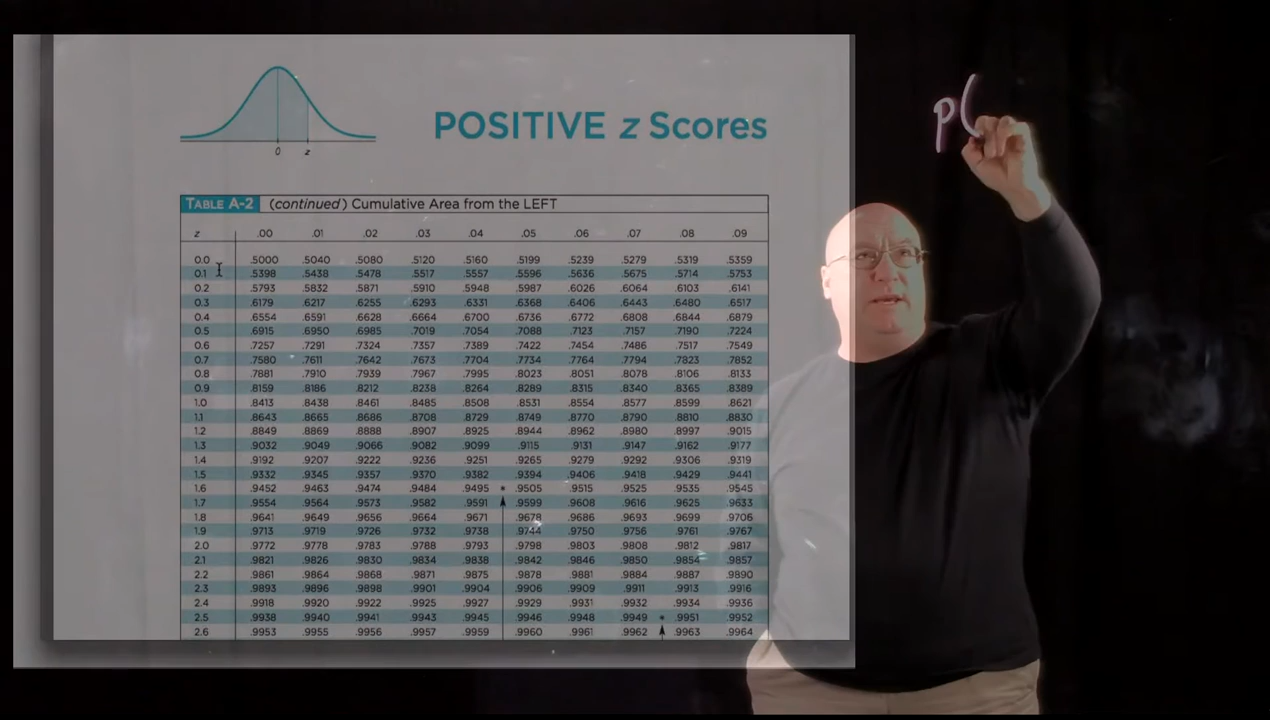 POSITIVE z Scores
p(
0 z
TABLE A-2 (continued) Cumulative Area from the LEFT
z .00 .01 .02 .03 .04 .05 .06 .07 .08 .09
0.0 .5000 .5040 .5080 .5120 .5160 .5199 .5239 .5279 .5319 .5359
0.1 .5398 .5438 .5478 .5517 .5557 .5596 .5636 .5675 .5714 .5753
0.2 .5793 .5832 .5871 .5910 .5948 .5987 .6026 .6064 .6103 .6141
0.3 .6179 .6217 .6255 .6293 .6331 .6368 .6406 .6443 .6480 .6517
0.4 .6554 .6591 .6628 .6664 .6700 .6736 .6772 .6808 .6844 .6879
0.5 .6915 .6950 .6985 .7019 .7054 .7088 .7123 .7157 .7190 .7224
0.6 .7257 .7291 .7324 .7357 .7389 .7422 .7454 .7486 .7517 .7549
0.7 .7580 .7611 .7642 .7673 .7704 .7734 .7764 .7794 .7823 .7852
0.8 .7881 .7910 .7939 .7967 .7995 .8023 .8051 .8078 .8106 .8133
0.9 .8159 .8186 .8212 .8238 .8264 .8289 .8315 .8340 .8365 .8389
1.0 .8413 .8438 .8461 .8485 .8508 .8531 .8554 .8577 .8599 .8621
1.1 .8643 .8665 .8686 .8708 .8729 .8749 .8770 .8790 .8810 .8830
1.2 .8849 .8869 .8888 .8907 .8925 .8944 .8962 .8980 .8997 .9015
1.3 .9032 .9049 .9066 .9082 .9099 .9115 .9131 .9147 .9162 .9177
1.4 .9192 .9207 .9222 .9236 .9251 .9265 .9279 .9292 .9306 .9319
1.5 .9332 .9345 .9357 .9370 .9382 .9394 .9406 .9418 .9429 .9441
1.6 .9452 .9463 .9474 .9484 .9495 * .9505 .9515 .9525 .9535 .9545
1.7 .9554 .9564 .9573 .9582 .9591 .9599 .9608 .9616 .9625 .9633
1.8 .9641 .9649 .9656 .9664 .9671 .9678 .9686 .9693 .9699 .9706
1.9 .9713 .9719 .9726 .9732 .9738 .9744 .9750 .9756 .9761 .9767
2.0 .9772 .9778 .9783 .9788 .9793 .9798 .9803 .9808 .9812 .9817
2.1 .9821 .9826 .9830 .9834 .9838 .9842 .9846 .9850 .9854 .9857
2.2 .9861 .9864 .9868 .9871 .9875 .9878 .9881 .9884 .9887 .9890
2.3 .9893 .9896 .9898 .9901 .9904 .9906 .9909 .9911 .9913 .9916
2.4 .9918 .9920 .9922 .9925 .9927 .9929 .9931 .9932 .9934 .9936
2.5 .9938 .9940 .9941 .9943 .9945 .9946 .9948 .9949 * .9951 .9952
2.6 .9953 .9955 .9956 .9957 .9959 .9960 .9961 .9962 .9963 .9964